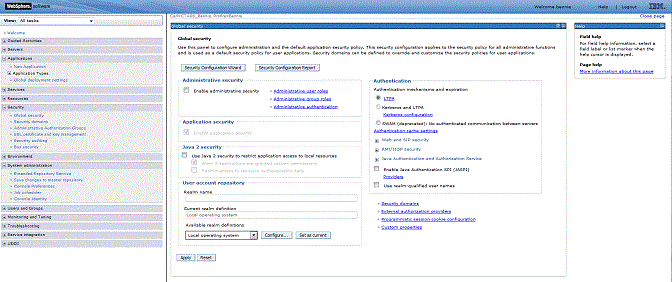 WebSphere. software
Welcome bennie
Help
Logout
IBM.
View: All tasks
Close page
Welcome
Guided Activities
Servers
Applications
New Application
Application Types
Global deployment settings
Services
Resources
Security
Global security
Security domains
Administrative Authorization Groups
SSL certificate and key management
Security auditing
Bus security
Environment
System administration
Extended Repository Service
Save changes to master repository
Console Preferences
Job scheduler
Console Identity
Users and Groups
Monitoring and Tuning
Troubleshooting
Service integration
UDDI
Global security
Global security
Use this panel to configure administration and the default application security policy. This security configuration applies to the security policy for all administrative functions
and is used as a default security policy for user applications. Security domains can be defined to override and customize the security policies for user applications.
Security Configuration Wizard
Security Configuration Report
Administrative security
Enable administrative security
Administrative user roles
Administrative group roles
Administrative authentication
Application security
Enable application security
Java 2 security
Use Java 2 security to restrict application access to local resources
Warn if applications are granted custom permissions
Restrict access to resource authentication data
User account repository
Realm name
Current realm definition
Local operating system
Available realm definitions
Local operating system
Configure...
Set as current
Apply
Reset
Authentication
Authentication mechanisms and expiration
LTPA
Kerberos and LTPA
Kerberos configuration
SWAM (deprecated): No authenticated communication between servers
Authentication cache settings
Web and SIP security
RMI/IIOP security
Java Authentication and Authorization Service
Enable Java Authentication SPI (JASPI)
Providers
Use realm-qualified user names
Security domains
External authorization providers
Programmatic session cookie configuration
Custom properties
Help
Field help
For field help information, select a
field label or list marker when the
help cursor is displayed.
Page help
More information about this page